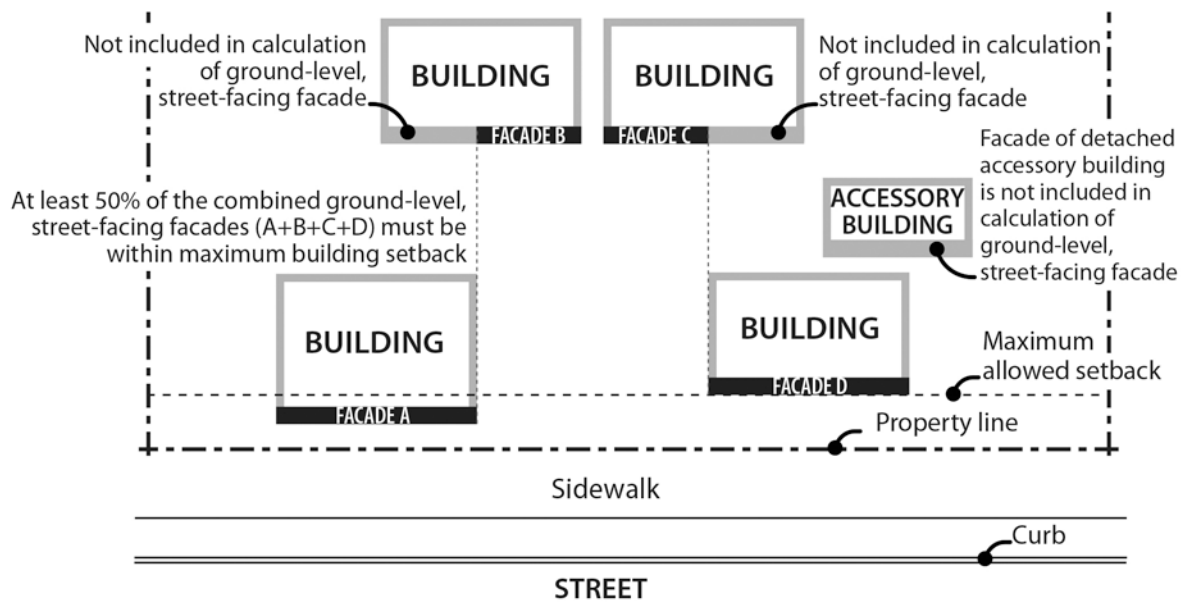 Not included in calculation
of ground-level,
street-facing facade
BUILDING
FACADE B
BUILDING
FACADE C
Not included in calculation
of ground-level,
street-facing facade
Facade of detached
accessory building
is not included in
calculation of
ground-level,
street-facing facade
ACCESSORY
BUILDING
At least 50% of the combined ground-level,
street-facing facades (A+B+C+D) must be
within maximum building setback
BUILDING
FACADE A
BUILDING
FACADE D
Maximum
allowed setback
Property line
Sidewalk
Curb
STREET